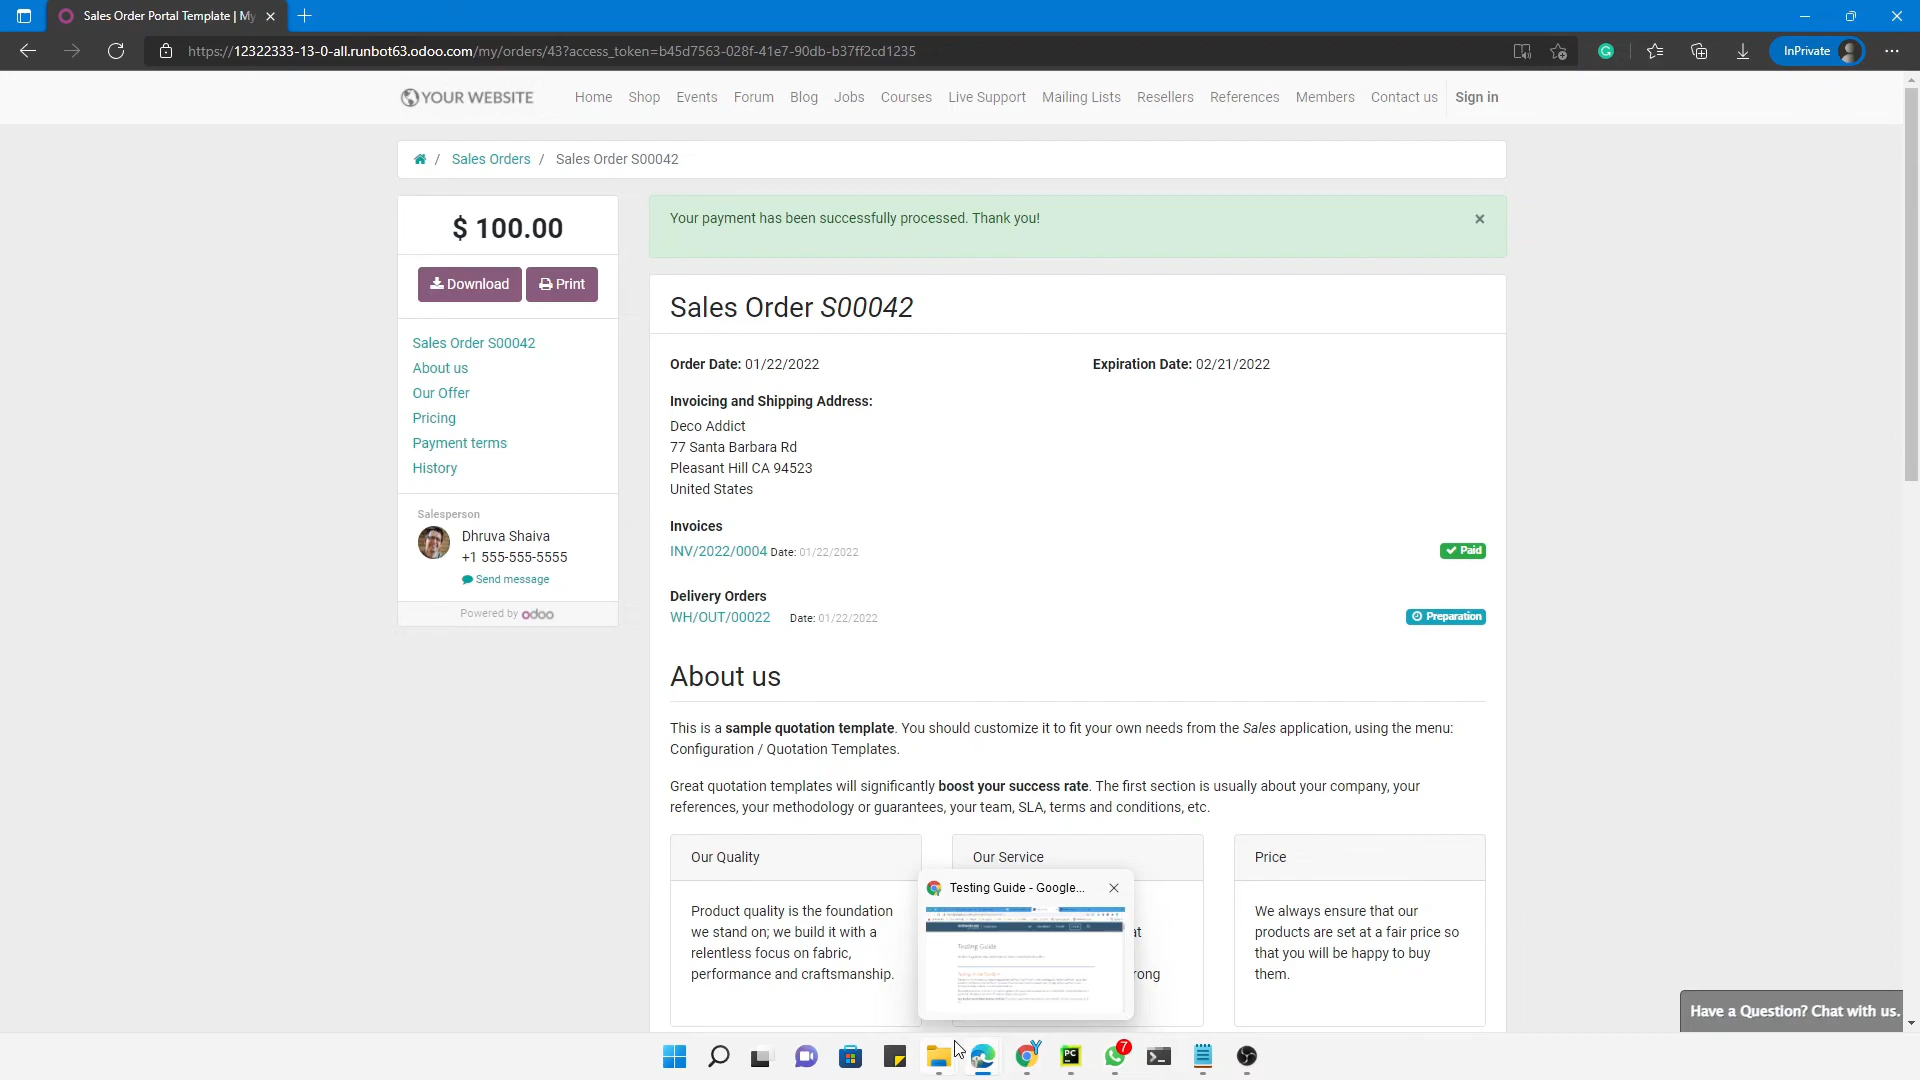 Sales Order Portal Template | My
https://12322333-13-0-all.runbot63.odoo.com/my/orders/43?access_token=b45d7563-028f-41e7-90db-b37ff2cd1235
InPrivate
YOUR WEBSITE
Home Shop Events Forum Blog Jobs Courses Live Support Mailing Lists Resellers References Members Contact us Sign in
/ Sales Orders / Sales Order S00042
$ 100.00
Download Print
Sales Order S00042
About us
Our Offer
Pricing
Payment terms
History
Salesperson
Dhruva Shaiva
+1 555-555-5555
Send message
Powered by odoo
Your payment has been successfully processed. Thank you!
Sales Order S00042
Order Date: 01/22/2022 Expiration Date: 02/21/2022
Invoicing and Shipping Address:
Deco Addict
77 Santa Barbara Rd
Pleasant Hill CA 94523
United States
Invoices
INV/2022/0004 Date: 01/22/2022 Paid
Delivery Orders
WH/OUT/00022 Date: 01/22/2022 Preparation
About us
This is a sample quotation template. You should customize it to fit your own needs from the Sales application, using the menu:
Configuration / Quotation Templates.
Great quotation templates will significantly boost your success rate. The first section is usually about your company, your
references, your methodology or guarantees, your team, SLA, terms and conditions, etc.
Our Quality
Product quality is the foundation
we stand on; we build it with a
relentless focus on fabric,
performance and craftsmanship.
Our Service
Price
We always ensure that our
products are set at a fair price so
that you will be happy to buy
them.
Testing Guide - Google...
Testing Guide
Have a Question? Chat with us.
PC
7